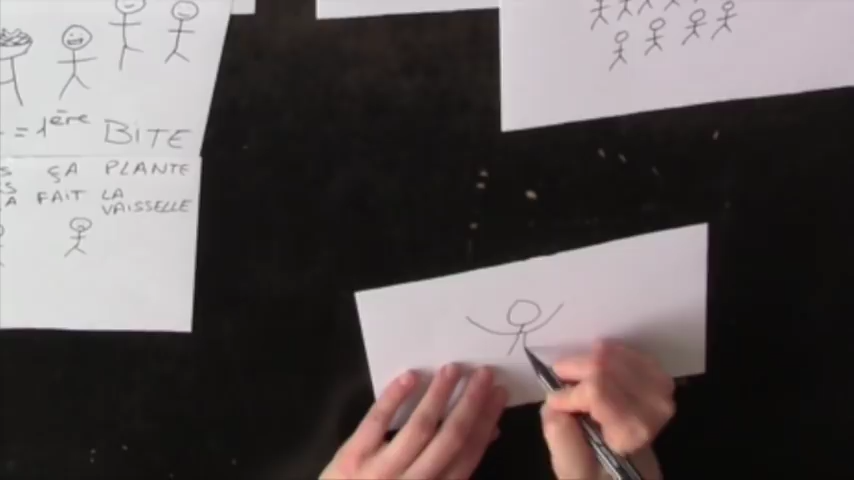 = 1ère BITE
S ÇA PLANTE
S
A FAIT LA
VAISSELLE